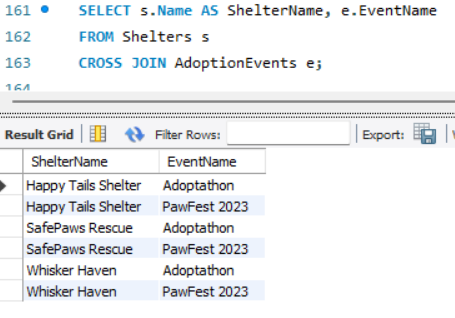 161 SELECT s.Name AS ShelterName, e.EventName
162 FROM Shelters s
163 CROSS JOIN AdoptionEvents e;
164
Result Grid Filter Rows: Export:
ShelterName EventName
Happy Tails Shelter Adoptathon
Happy Tails Shelter PawFest 2023
SafePaws Rescue Adoptathon
SafePaws Rescue PawFest 2023
Whisker Haven Adoptathon
Whisker Haven PawFest 2023